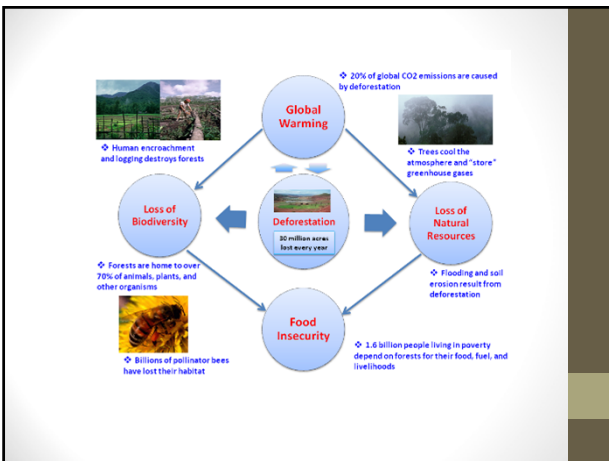 ❖ 20% of global CO2 emissions are caused
by deforestation
Global
Warming
❖ Human encroachment
and logging destroys forests
❖ Trees cool the
atmosphere and "store"
greenhouse gases
Loss of
Biodiversity
Deforestation
30 million acres
lost every year
Loss of
Natural
Resources
❖ Forests are home to over
70% of animals, plants, and
other organisms
❖ Flooding and soil
erosion result from
deforestation
Food
Insecurity
❖ Billions of pollinator bees
have lost their habitat
❖ 1.6 billion people living in poverty
depend on forests for their food, fuel, and
livelihoods